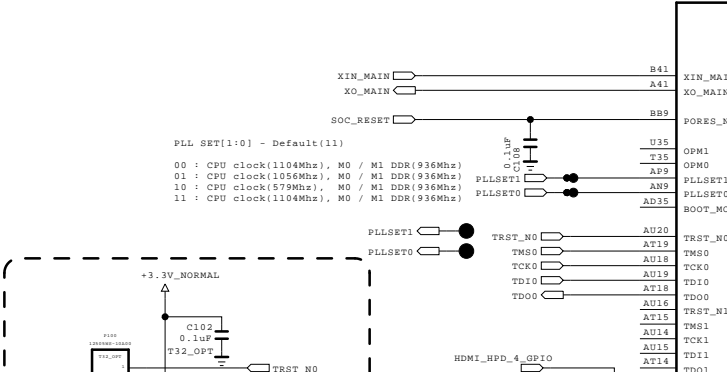 B41
XIN_MAIN
XIN_MAI
A41
XO_MAIN
XO_MAIN
BB9
SOC_RESET
PORES_N
0.1uF
C108
PLL SET[1:0] - Default(11)
U35
OPM1
00 : CPU clock(1104Mhz), M0 / M1 DDR(936Mhz)
T35
OPM0
01 : CPU clock(1056Mhz), M0 / M1 DDR(936Mhz)
PLLSET1
AP9
PLLSET1
10 : CPU clock(579Mhz), M0 / M1 DDR(936Mhz)
PLLSET0
AN9
PLLSET0
11 : CPU clock(1104Mhz), M0 / M1 DDR(936Mhz)
AD35
BOOT_MO
PLLSET1
AU20
TRST_N0
TRST_N0
PLLSET0
AT19
TMS0
TMS0
AU18
TCK0
TCK0
AU19
TDI0
TDI0
AT18
TDO0
TDO0
+3.3V_NORMAL
AU16
TRST_N1
AT15
TMS1
C102
0.1uF
T32_OPT
AU14
TCK1
P100
AU15
TDI1
T32_OPT
HDMI_HPD_4_GPIO
AT14
TDO1
1
TRST_N0